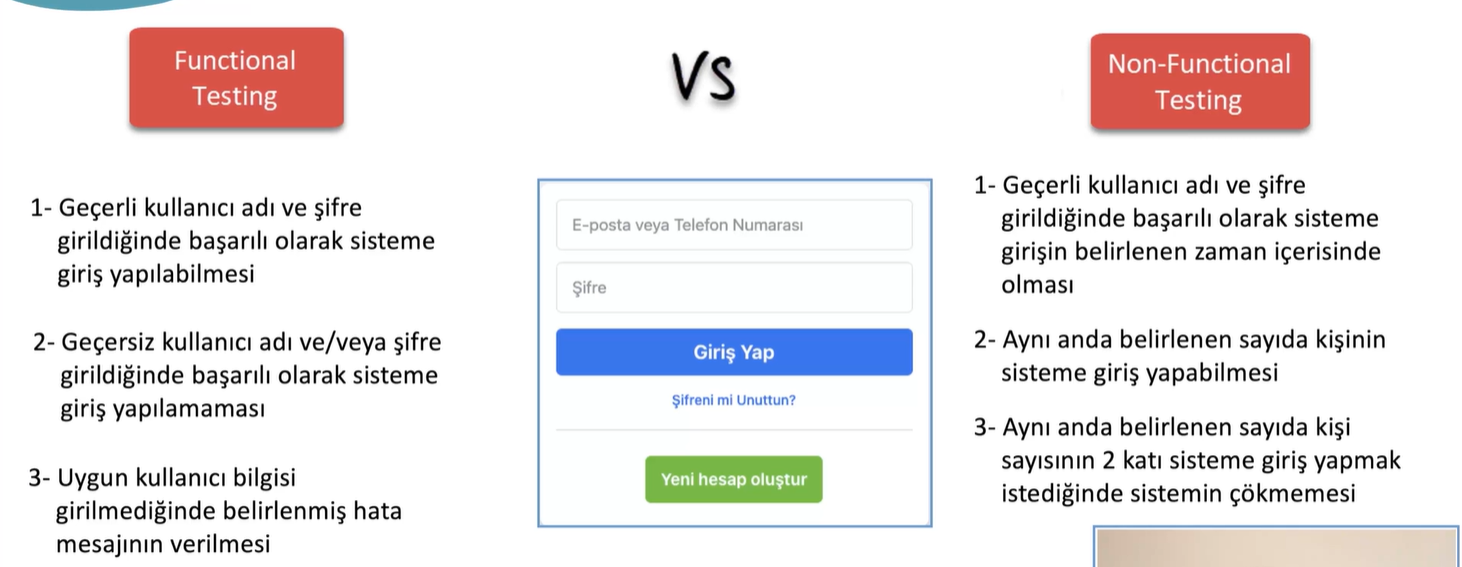 Functional
Testing
VS
Non-Functional
Testing
1- Geçerli kullanıcı adı ve şifre
girildiğinde başarılı olarak sisteme
giriş yapılabilmesi
2- Geçersiz kullanıcı adı ve/veya şifre
girildiğinde başarılı olarak sisteme
giriş yapılamaması
3- Uygun kullanıcı bilgisi
girilmediğinde belirlenmiş hata
mesajının verilmesi
E-posta veya Telefon Numarası
Şifre
Giriş Yap
Şifreni mi Unuttun?
Yeni hesap oluştur
1- Geçerli kullanıcı adı ve şifre
girildiğinde başarılı olarak sisteme
girişin belirlenen zaman içerisinde
olması
2- Aynı anda belirlenen sayıda kişinin
sisteme giriş yapabilmesi
3- Aynı anda belirlenen sayıda kişi
sayısının 2 katı sisteme giriş yapmak
istediğinde sistemin çökmemesi